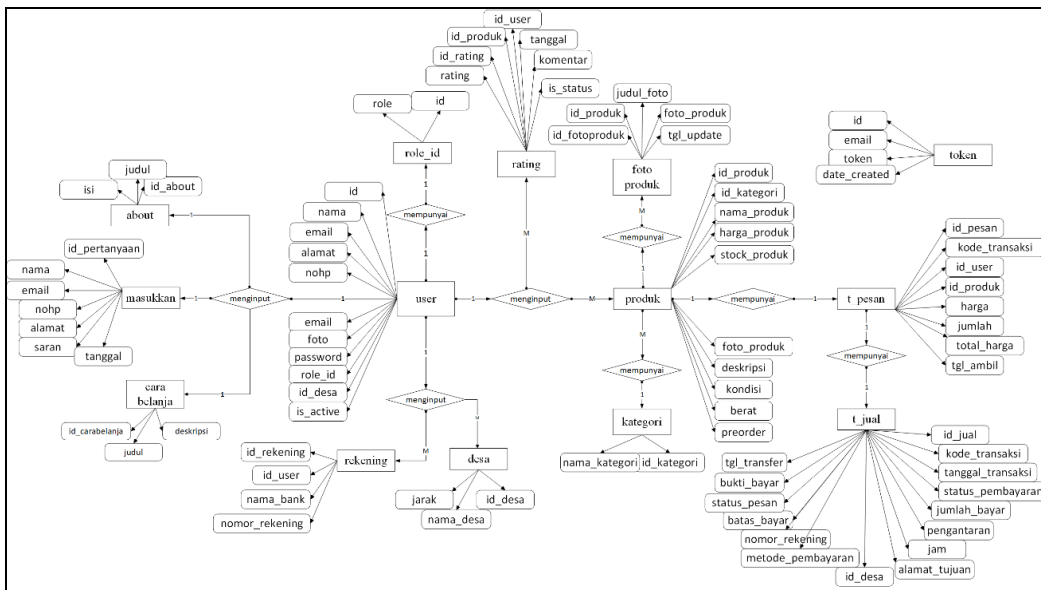 id_user
id_produk
tanggal
id_rating
komentar
rating
is_status
rating
role
id
role_id
1
mempunyai
1
judul_foto
id_produk
foto_produk
id_fotoproduk
tgl_update
foto
produk
M
mempunyai
1
id
email
token
date_created
token
judul
isi
id_about
about
1
id_pertanyaan
nama
email
nohp
alamat
saran
tanggal
masukkan
1
menginput
1
1
cara
belanja
id_carabelanja
deskripsi
judul
id
nama
email
alamat
nohp
user
email
foto
password
role_id
id_desa
is_active
1
menginput
M
M
M
1
menginput
M
M
id_rekening
id_user
nama_bank
nomor_rekening
rekening
desa
jarak
id_desa
nama_desa
id_produk
id_kategori
nama_produk
harga_produk
stock_produk
produk
foto_produk
deskripsi
kondisi
berat
preorder
M
mempunyai
1
kategori
nama_kategori
id_kategori
1
mempunyai
1
t_pesan
id_pesan
kode_transaksi
id_user
id_produk
harga
jumlah
total_harga
tgl_ambil
1
mempunyai
1
t_jual
id_jual
kode_transaksi
tanggal_transaksi
status_pembayaran
jumlah_bayar
pengantaran
jam
alamat_tujuan
id_desa
tgl_transfer
bukti_bayar
status_pesan
batas_bayar
nomor_rekening
metode_pembayaran